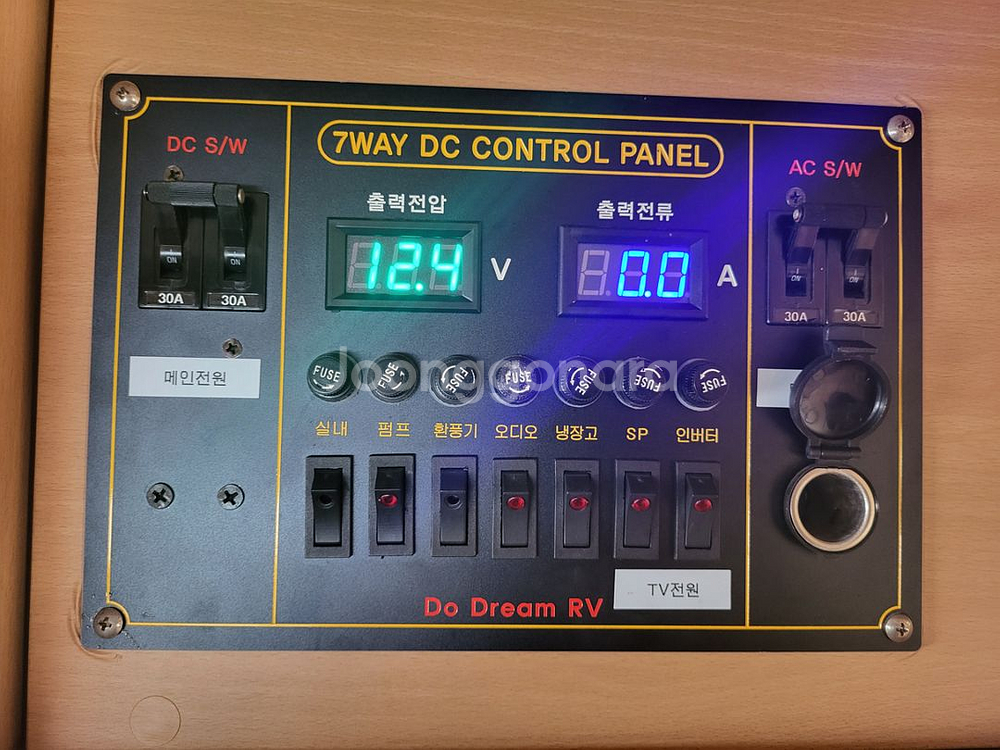 7WAY DC CONTROL PANEL
DC S/W
AC S/W
출력전압
출력전류
12.4 V
0.0 A
ON ON
30A 30A
ON ON
30A 30A
메인전원
Joonggonara
FUSE FUSE FUSE FUSE FUSE FUSE FUSE
실내 펌프 환풍기 오디오 냉장고 SP 인버터
TV전원
Do Dream RV